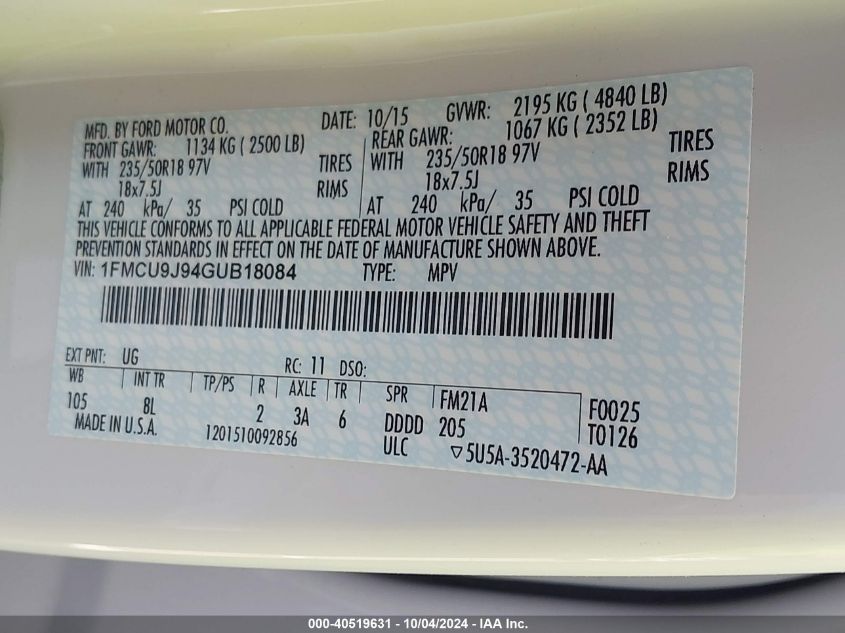 MFD. BY FORD MOTOR CO. DATE: 10/15 GVWR: 2195 KG ( 4840 LB)
FRONT GAWR: 1134 KG ( 2500 LB) REAR GAWR: 1067 KG ( 2352 LB)
WITH 235/50R18 97V TIRES WITH 235/50R18 97V TIRES
18x7.5J RIMS 18x7.5J RIMS
AT 240 kPa/ 35 PSI COLD AT 240 kPa/ 35 PSI COLD
THIS VEHICLE CONFORMS TO ALL APPLICABLE FEDERAL MOTOR VEHICLE SAFETY AND THEFT
PREVENTION STANDARDS IN EFFECT ON THE DATE OF MANUFACTURE SHOWN ABOVE.
VIN: 1FMCU9J94GUB18084 TYPE: MPV
EXT PNT: UG RC: 11 DSO:
WB INT TR TP/PS R AXLE TR SPR FM21A F0025
105 8L 2 3A 6 DDDD 205 T0126
MADE IN U.S.A. 1201510092856 ULC ▽5U5A-3520472-AA
000-40519631 - 10/04/2024 - IAA Inc.